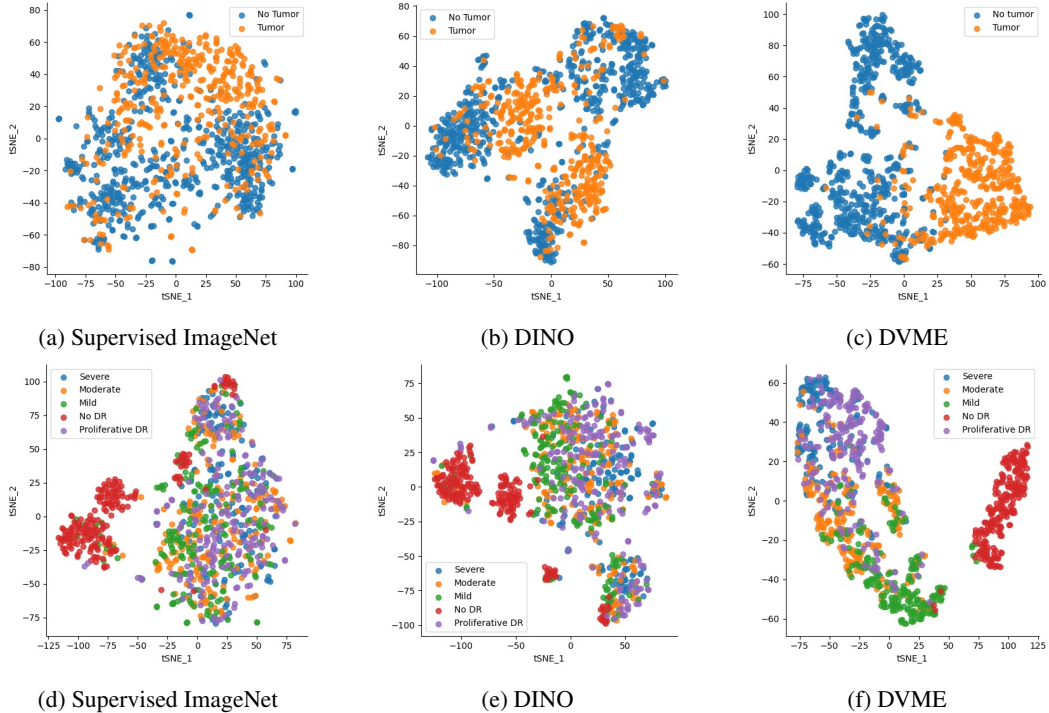 80
60
40
20
0
−20
−40
−60
−80
−100
−75
−50
−25
0
25
50
75
100
tSNE_1
tSNE_2
No Tumor
Tumor
80
60
40
20
0
−20
−40
−60
−80
−100
−50
0
50
100
tSNE_1
tSNE_2
No Tumor
Tumor
100
80
60
40
20
0
−20
−40
−60
−75
−50
−25
0
25
50
75
tSNE_1
tSNE_2
No tumor
Tumor
(a) Supervised ImageNet
(b) DINO
(c) DVME
100
75
50
25
0
−25
−50
−75
−100
−75
−50
−25
0
25
50
75
tSNE_1
tSNE_2
Severe
Moderate
Mild
No DR
Proliferative DR
75
50
25
0
−25
−50
−75
−100
−100
−50
0
50
tSNE_1
tSNE_2
Severe
Moderate
Mild
No DR
Proliferative DR
60
40
20
0
−20
−40
−60
−75
−50
−25
0
25
50
75
100
tSNE_1
tSNE_2
Severe
Moderate
Mild
No DR
Proliferative DR
(d) Supervised ImageNet
(e) DINO
(f) DVME